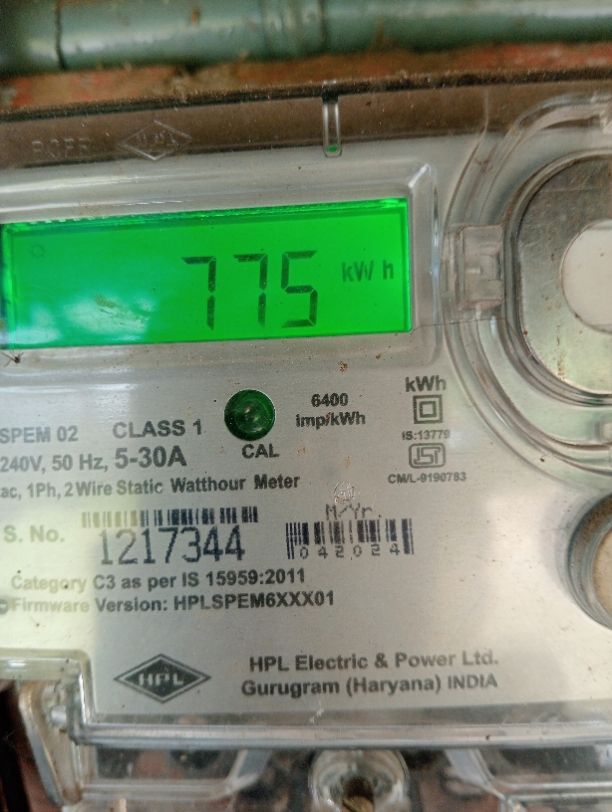 HPL
775 kWh
6400
imp/kWh
kWh
SPEM 02 CLASS 1
CAL
IS:13779
240V, 50 Hz, 5-30A
CM/L-9190783
ac, 1Ph, 2 Wire Static Watthour Meter
M/Yr.
S. No. 1217344
042024
Category C3 as per IS 15959:2011
Firmware Version: HPLSPEM6XXX01
HPL
HPL Electric & Power Ltd.
Gurugram (Haryana) INDIA